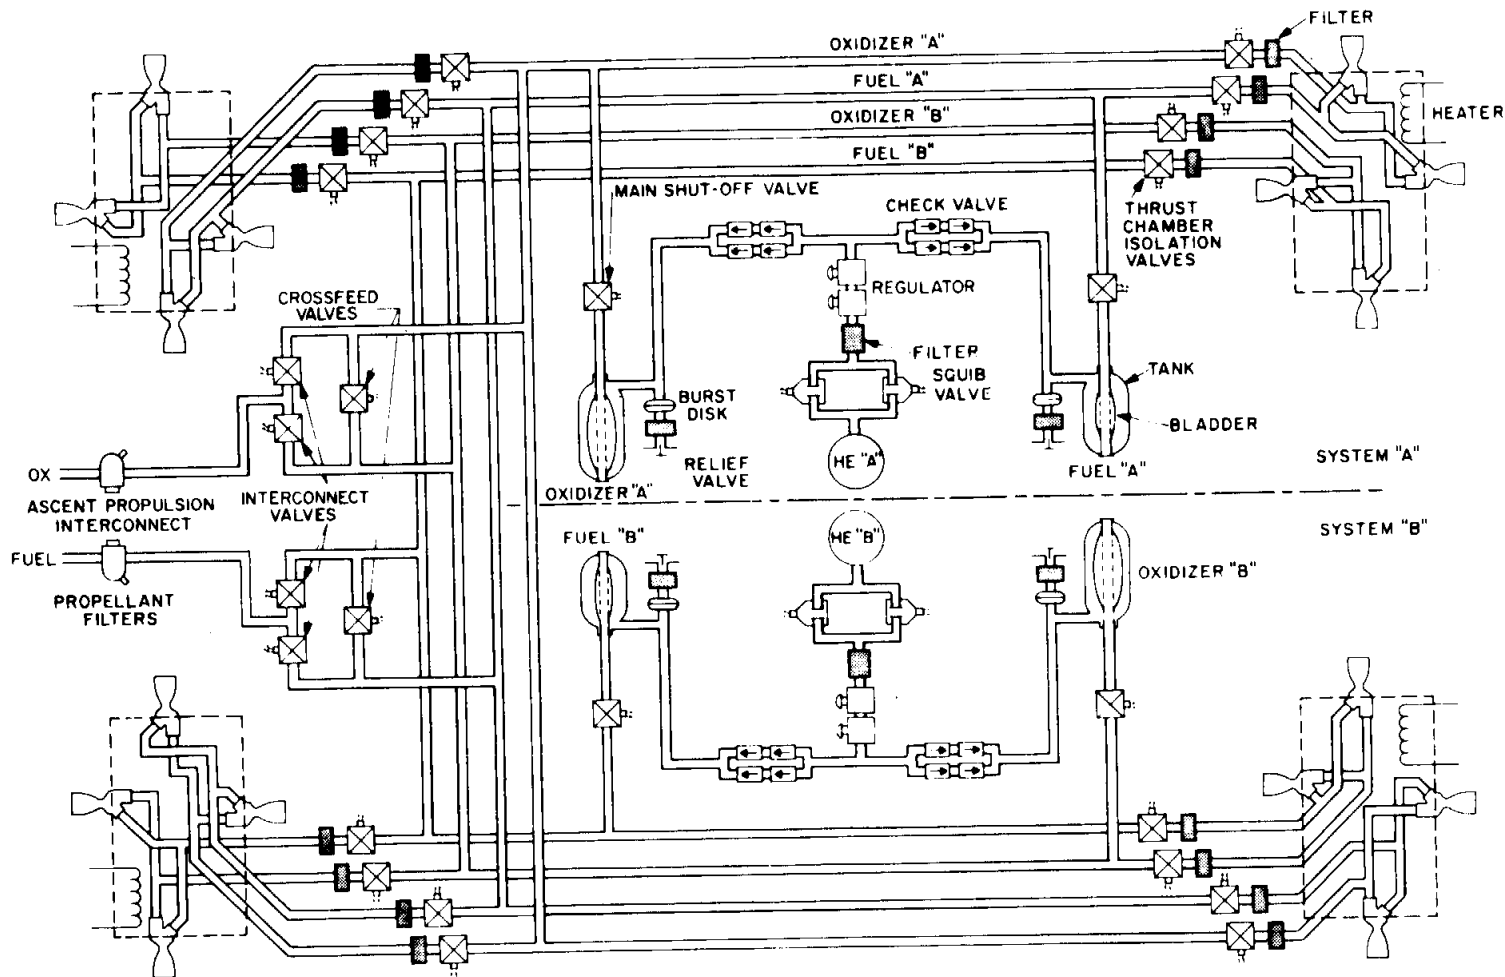 FILTER
OXIDIZER "A"
FUEL "A"
OXIDIZER "B"
HEATER
FUEL "B"
MAIN SHUT-OFF VALVE
CHECK VALVE
THRUST
CHAMBER
ISOLATION
VALVES
REGULATOR
CROSSFEED
VALVES
FILTER
SQUIB
VALVE
TANK
BURST
DISK
BLADDER
HE "A"
RELIEF
VALVE
FUEL "A"
SYSTEM "A"
OX
OXIDIZER "A"
ASCENT PROPULSION
INTERCONNECT
INTERCONNECT
VALVES
FUEL "B"
HE "B"
SYSTEM "B"
FUEL
OXIDIZER "B"
PROPELLANT
FILTERS